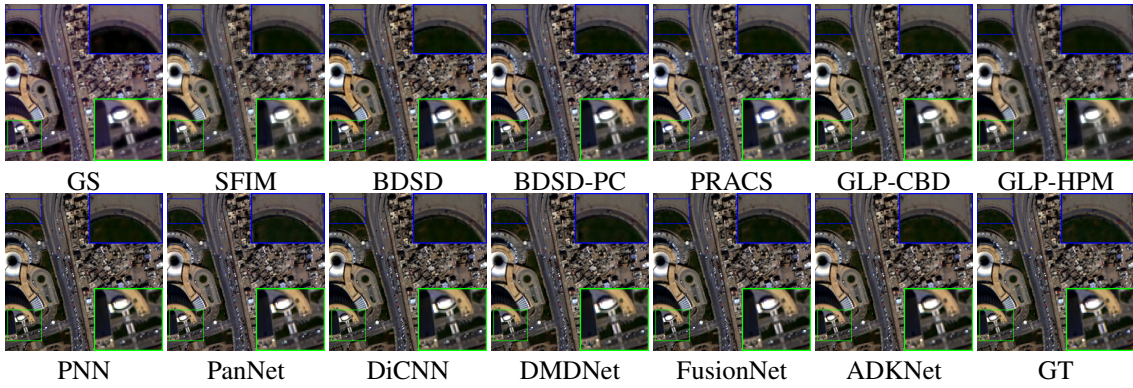 GS SFIM BDSD BDSD-PC PRACS GLP-CBD GLP-HPM
PNN PanNet DiCNN DMDNet FusionNet ADKNet GT